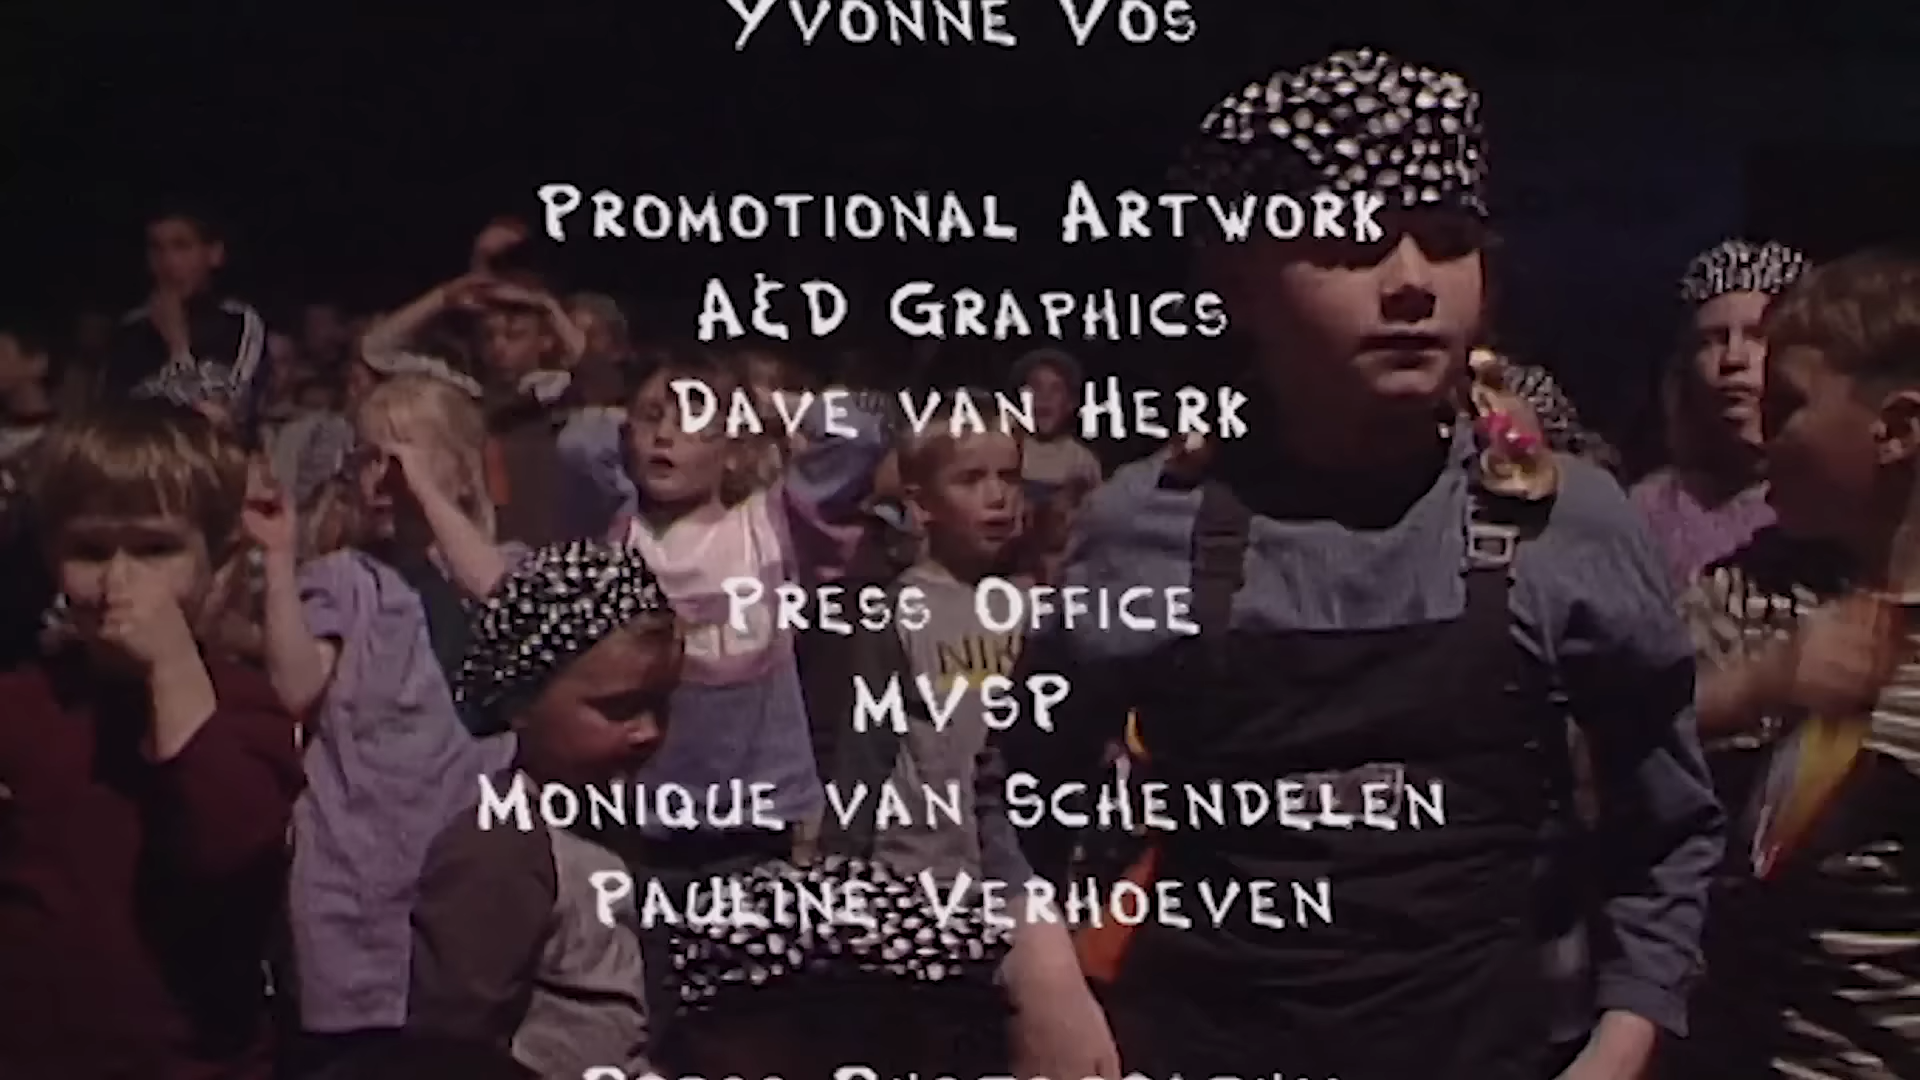 Yvonne Vos
Promotional Artwork
A&D Graphics
Dave van Herk
Press Office
MVSP
Monique van Schendelen
Pauline Verhoeven